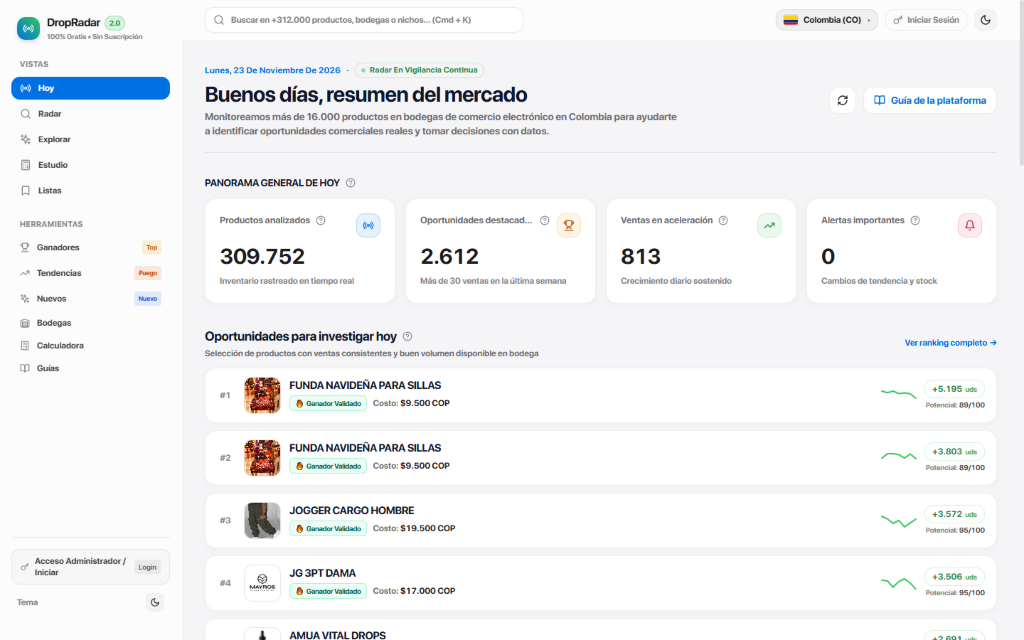 DropRadar 2.0
100% Gratis • Sin Suscripción
VISTAS
Hoy
Radar
Explorar
Estudio
Listas
HERRAMIENTAS
Ganadores Top
Tendencias Fuego
Nuevos Nuevo
Bodegas
Calculadora
Guías
Acceso Administrador /
Iniciar
Login
Tema
Buscar en +312.000 productos, bodegas o nichos... (Cmd + K)
Colombia (CO)
Iniciar Sesión
Lunes, 23 De Noviembre De 2026 · Radar En Vigilancia Continua
Buenos días, resumen del mercado
Monitoreamos más de 16.000 productos en bodegas de comercio electrónico en Colombia para ayudarte
a identificar oportunidades comerciales reales y tomar decisiones con datos.
Guía de la plataforma
PANORAMA GENERAL DE HOY
Productos analizados
309.752
Inventario rastreado en tiempo real
Oportunidades destacad...
2.612
Más de 30 ventas en la última semana
Ventas en aceleración
813
Crecimiento diario sostenido
Alertas importantes
0
Cambios de tendencia y stock
Oportunidades para investigar hoy
Selección de productos con ventas consistentes y buen volumen disponible en bodega
Ver ranking completo →
#1
FUNDA NAVIDEÑA PARA SILLAS
Ganador Validado Costo: $9.500 COP
+5.195 uds
Potencial: 89/100
#2
FUNDA NAVIDEÑA PARA SILLAS
Ganador Validado Costo: $9.500 COP
+3.803 uds
Potencial: 89/100
#3
JOGGER CARGO HOMBRE
Ganador Validado Costo: $19.500 COP
+3.572 uds
Potencial: 95/100
#4
MAYROS
JG 3PT DAMA
Ganador Validado Costo: $17.000 COP
+3.506 uds
Potencial: 95/100
AMUA VITAL DROPS
+2.691 uds